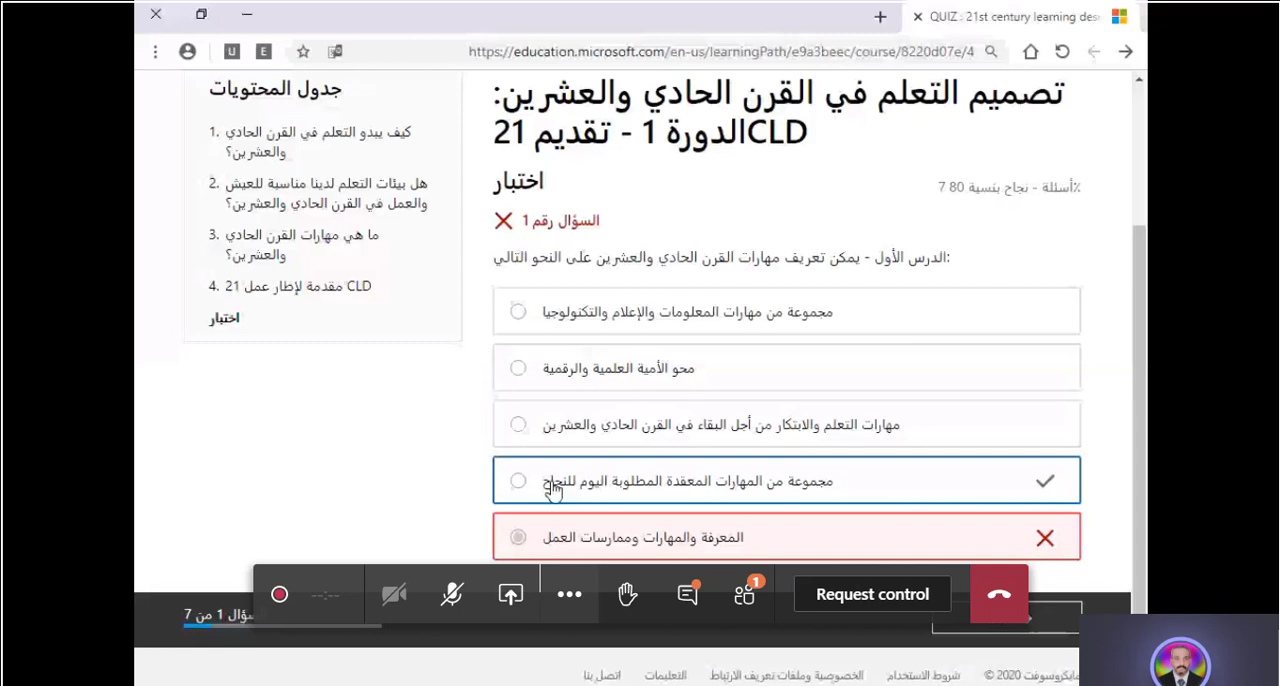 QUIZ : 21st century learning des
https://education.microsoft.com/en-us/learningPath/e9a3beec/course/8220d07e/4
U
E
جدول المحتويات
1. كيف يبدو التعلم في القرن الحادي
والعشرين؟
2. هل بيئات التعلم لدينا مناسبة للعيش
والعمل في القرن الحادي والعشرين؟
3. ما هي مهارات القرن الحادي
والعشرين؟
4. مقدمة لإطار عمل 21 CLD
اختبار
تصميم التعلم في القرن الحادي والعشرين:
الدورة 1 - تقديم 21CLD
اختبار
7 أسئلة - نجاح بنسبة 80٪
السؤال رقم 1
الدرس الأول - يمكن تعريف مهارات القرن الحادي والعشرين على النحو التالي:
مجموعة من مهارات المعلومات والإعلام والتكنولوجيا
محو الأمية العلمية والرقمية
مهارات التعلم والابتكار من أجل البقاء في القرن الحادي والعشرين
مجموعة من المهارات المعقدة المطلوبة اليوم للنجاح
المعرفة والمهارات وممارسات العمل
--:--
1
Request control
سؤال 1 من 7
اتصل بنا
التعليمات
الخصوصية وملفات تعريف الارتباط
شروط الاستخدام
مايكروسوفت 2020 ©